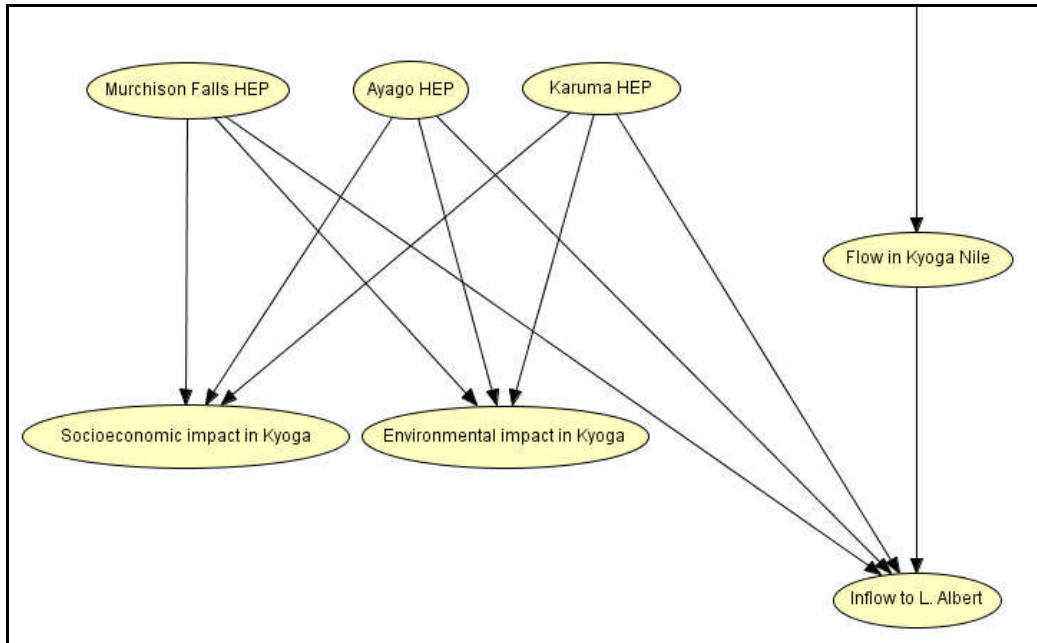 Murchison Falls HEP
Ayago HEP
Karuma HEP
Flow in Kyoga Nile
Socioeconomic impact in Kyoga
Environmental impact in Kyoga
Inflow to L. Albert